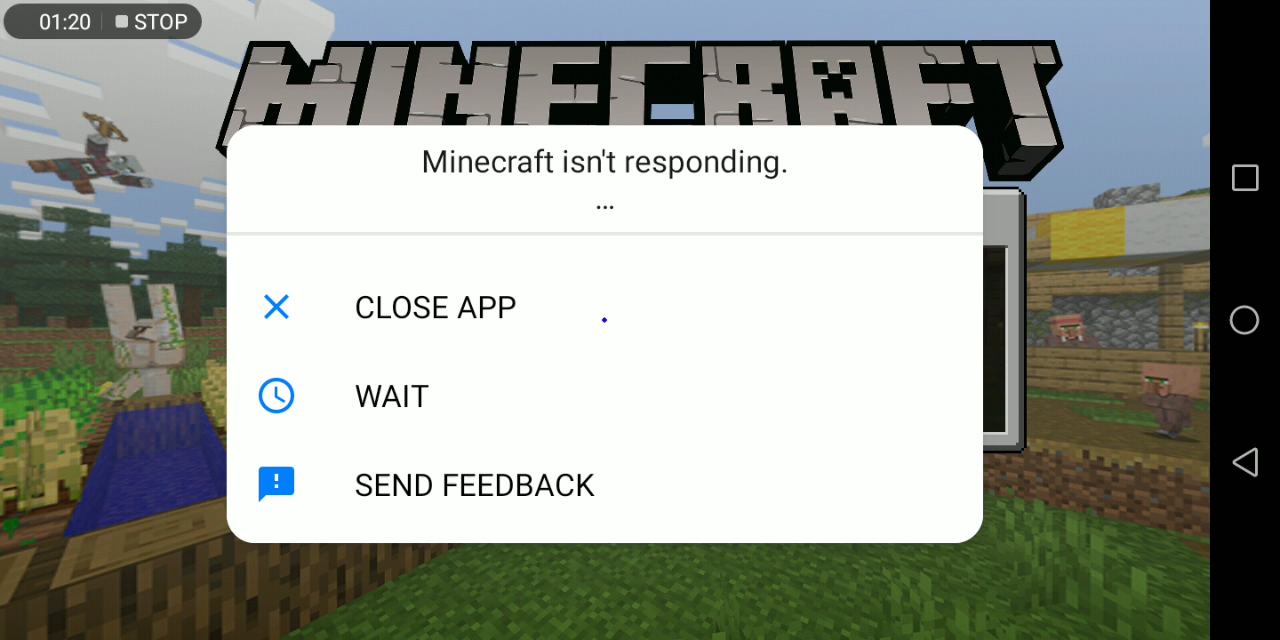 01:20 STOP
MINECRAFT
Minecraft isn't responding.
...
CLOSE APP
WAIT
SEND FEEDBACK